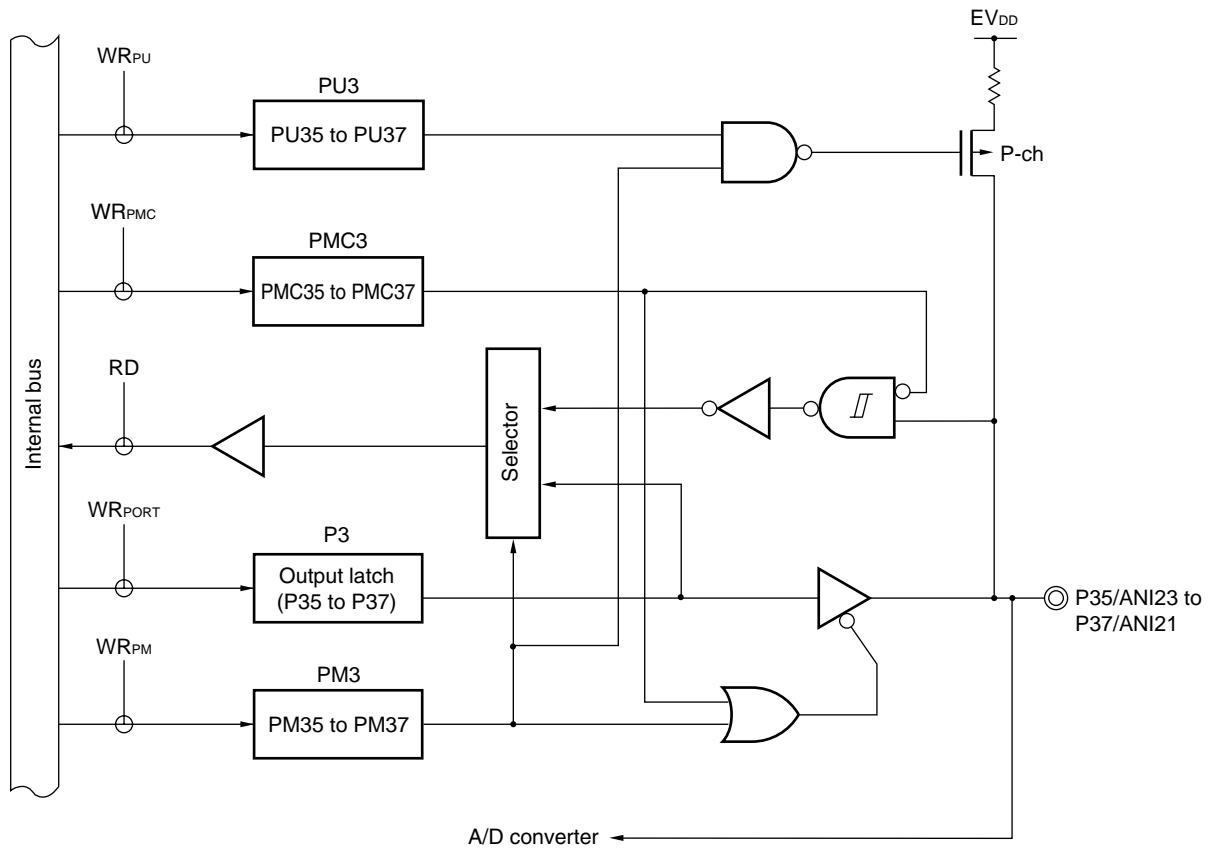 EVDD
WRPU
PU3
PU35 to PU37
P-ch
WRPMC
PMC3
PMC35 to PMC37
RD
Internal bus
Selector
WRPORT
P3
Output latch
(P35 to P37)
P35/ANI23 to
P37/ANI21
WRPM
PM3
PM35 to PM37
A/D converter